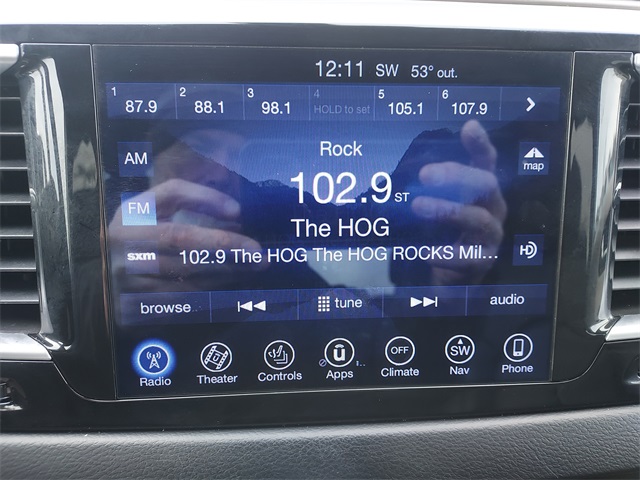 12:11 SW 53° out.
1 2 3 4 5 6
87.9 88.1 98.1 HOLD to set 105.1 107.9
Rock
AM
map
102.9 ST
FM
The HOG
sxm 102.9 The HOG The HOG ROCKS Mil... HD
browse tune audio
OFF SW
Radio Theater Controls Apps Climate Nav Phone